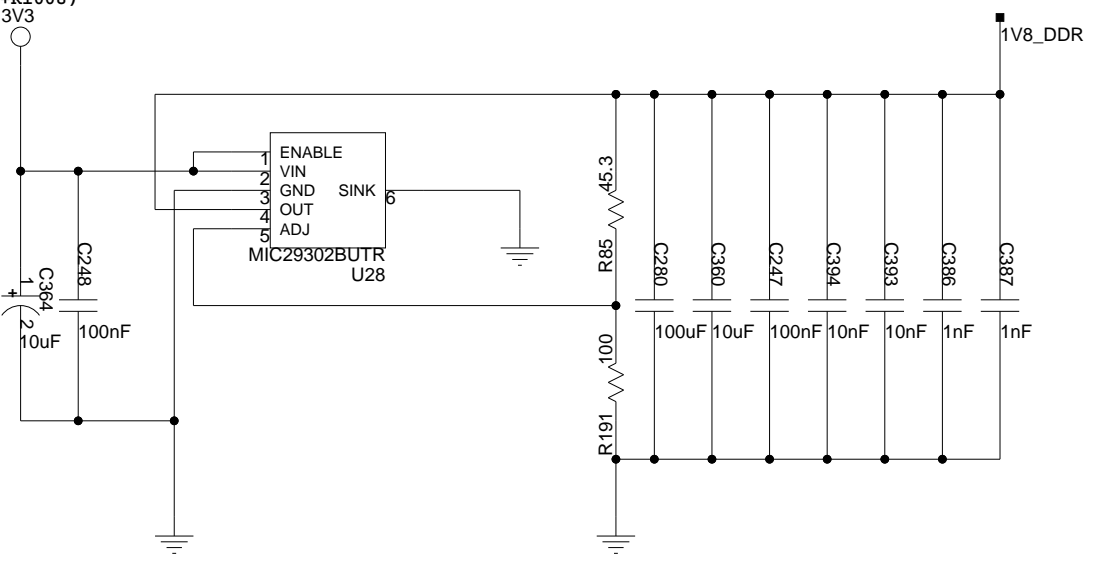 3V3
1V8_DDR
1 ENABLE
2 VIN
3 GND
4 OUT
5 ADJ
SINK 6
MIC29302BUTR
U28
1
+
2
C364
10uF
C248
100nF
45.3
R85
100
R191
C280
100uF
C360
10uF
C247
100nF
C394
10nF
C393
10nF
C386
1nF
C387
1nF